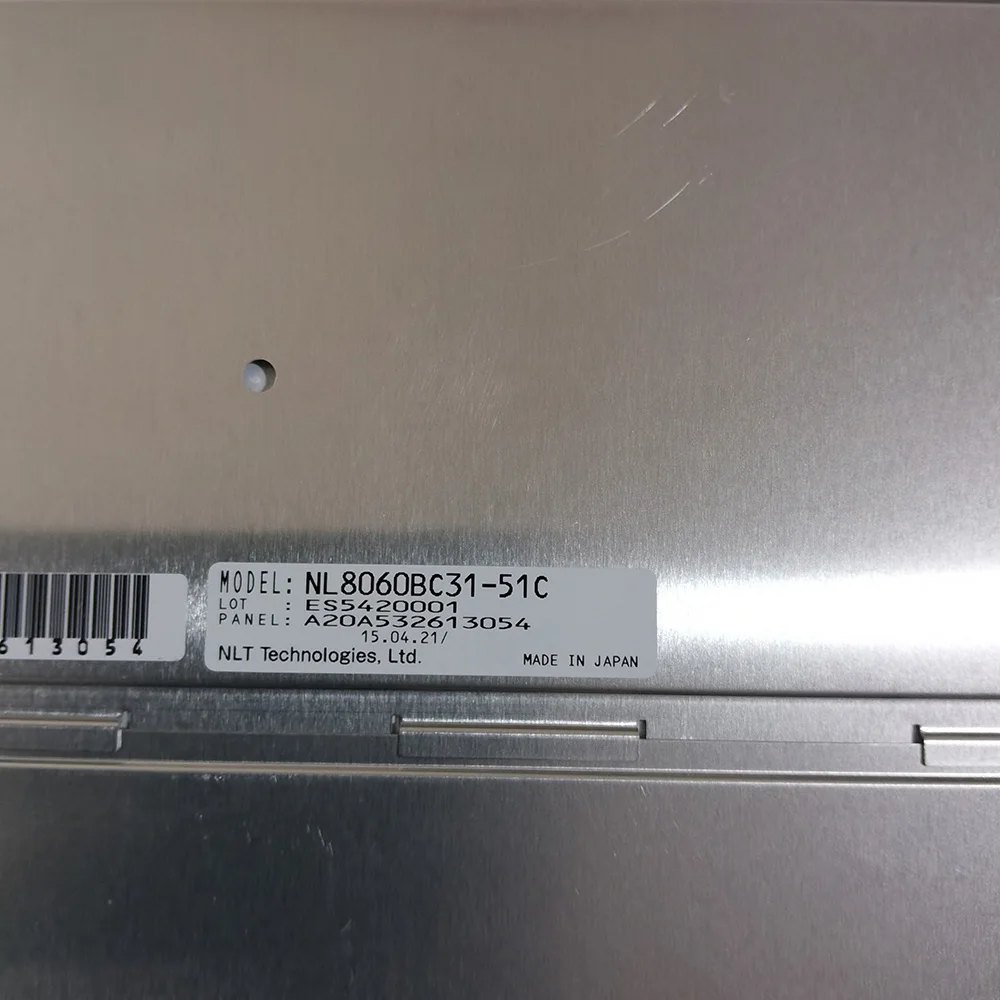 MODEL: NL8060BC31-51C
LOT : ES5420001
PANEL: A20A532613054
15.04.21/
NLT Technologies, Ltd. MADE IN JAPAN
613054